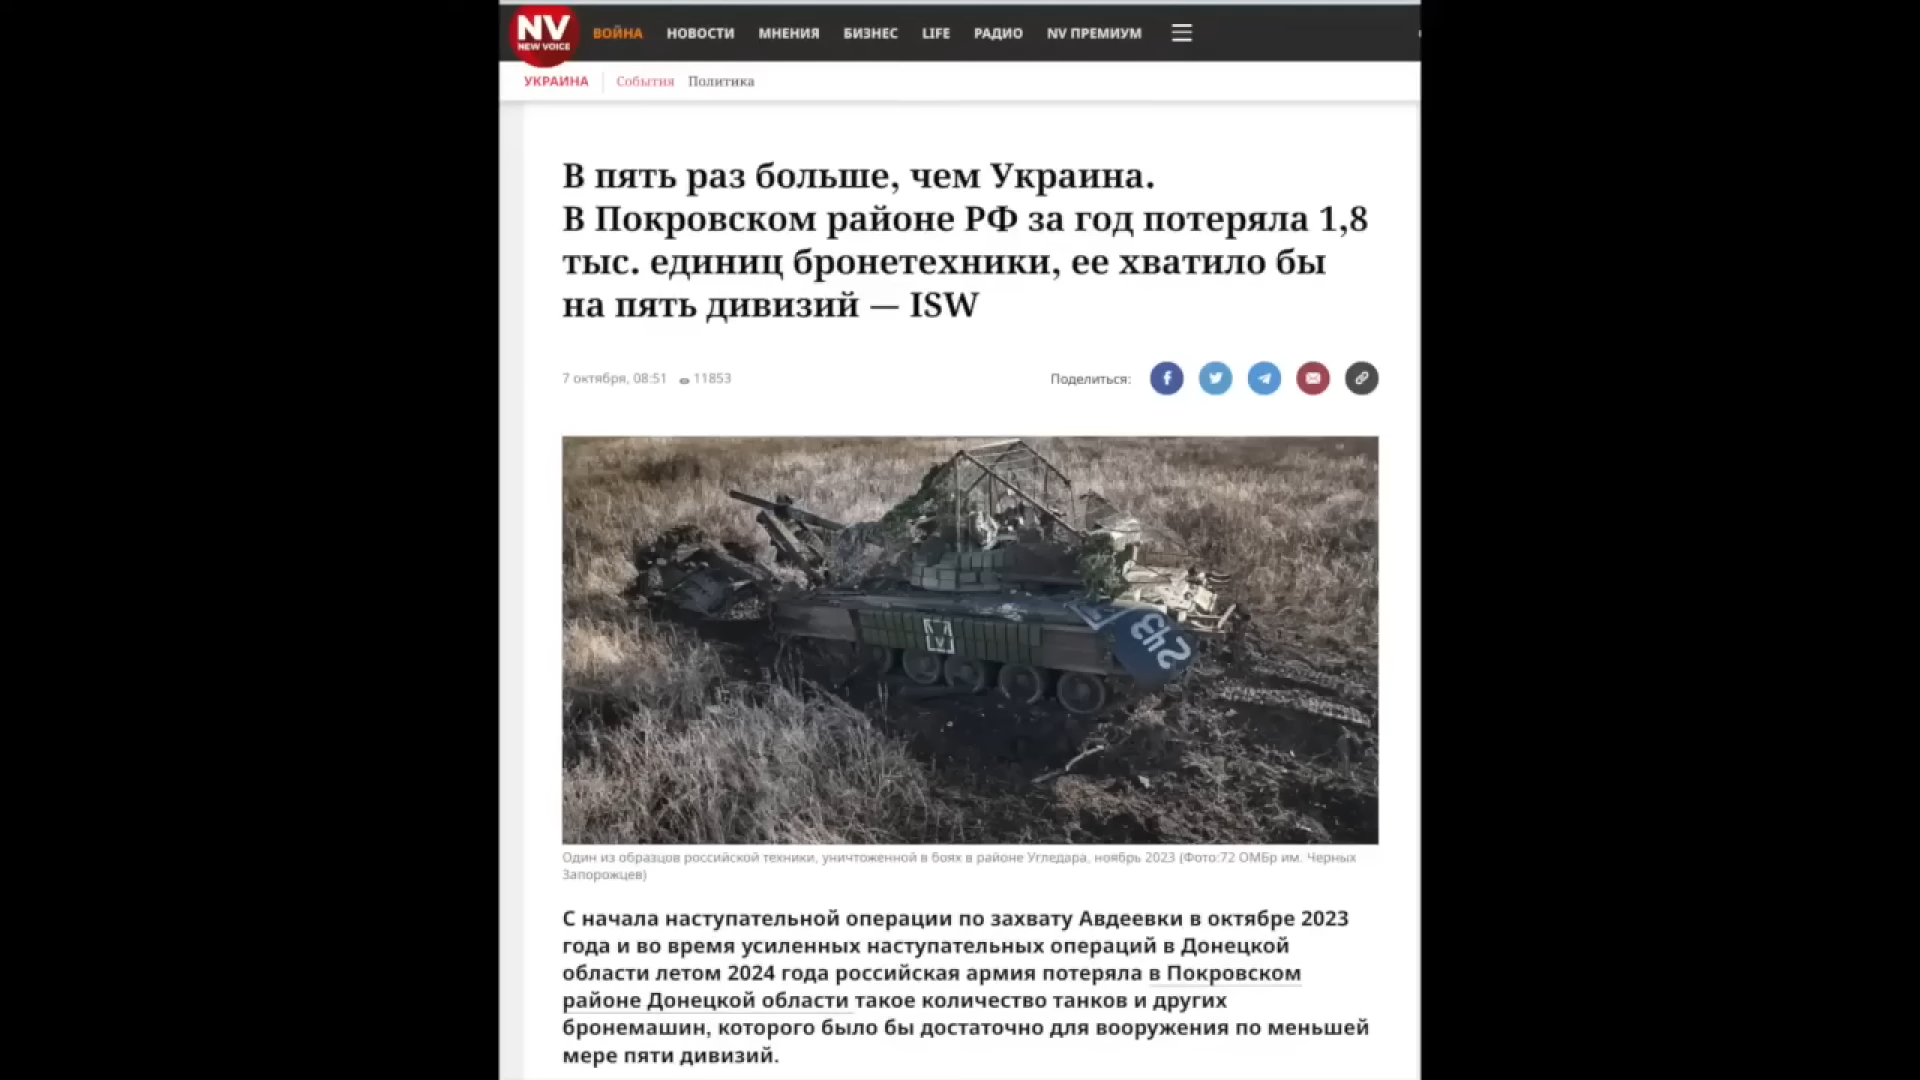 NV
NEW VOICE
ВОЙНА НОВОСТИ МНЕНИЯ БИЗНЕС LIFE РАДИО NV ПРЕМИУМ
УКРАИНА События Политика
В пять раз больше, чем Украина.
В Покровском районе РФ за год потеряла 1,8
тыс. единиц бронетехники, ее хватило бы
на пять дивизий — ISW
7 октября, 08:51 11853
Поделиться:
243
Один из образцов российской техники, уничтоженной в боях в районе Угледара, ноябрь 2023 (Фото:72 ОМБр им. Черных
Запорожцев)
С начала наступательной операции по захвату Авдеевки в октябре 2023
года и во время усиленных наступательных операций в Донецкой
области летом 2024 года российская армия потеряла в Покровском
районе Донецкой области такое количество танков и других
бронемашин, которого было бы достаточно для вооружения по меньшей
мере пяти дивизий.